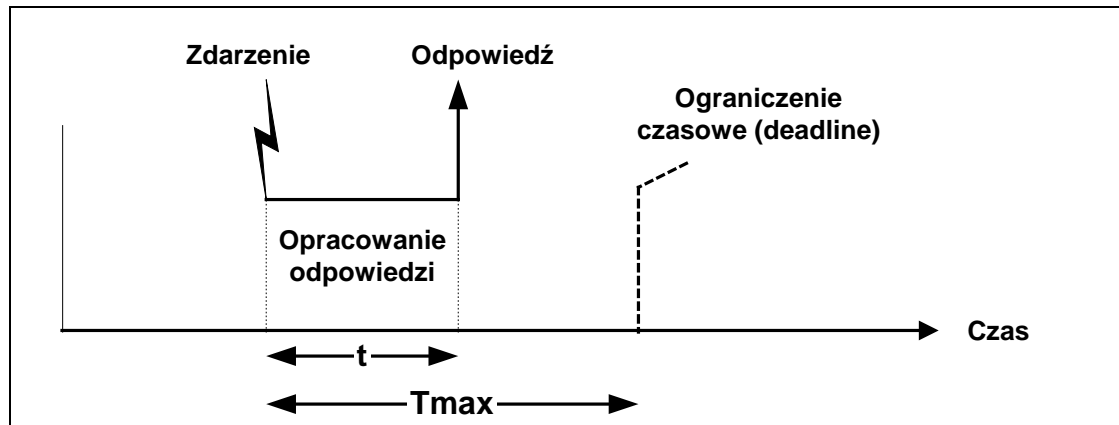 Zdarzenie
Odpowiedź
Ograniczenie
czasowe (deadline)
Opracowanie
odpowiedzi
Czas
t
Tmax